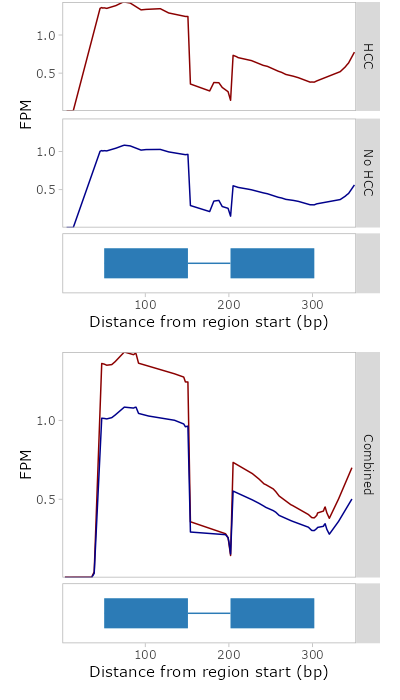 1.0
0.5
HCC
FPM
1.0
0.5
No HCC
100 200 300
Distance from region start (bp)
1.0
0.5
FPM
Combined
100 200 300
Distance from region start (bp)